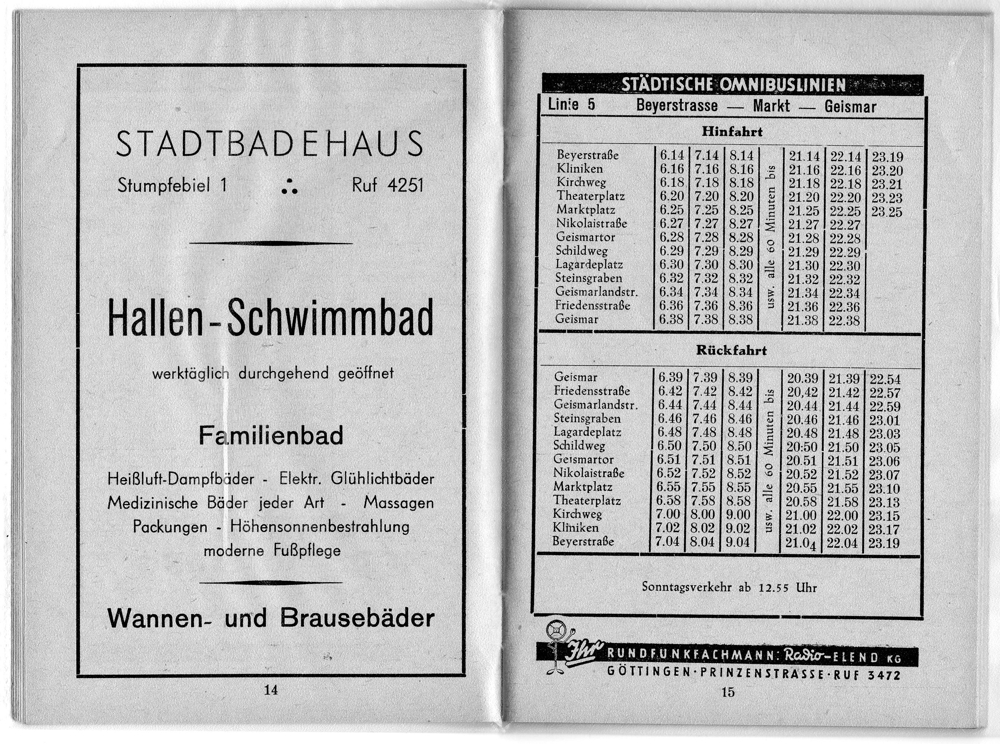 STADTBADEHAUS
Stumpfebiel 1 Ruf 4251
Hallen-Schwimmbad
werktäglich durchgehend geöffnet
Familienbad
Heißluft-Dampfbäder - Elektr. Glühlichtbäder
Medizinische Bäder jeder Art - Massagen
Packungen - Höhensonnenbestrahlung
moderne Fußpflege
Wannen- und Brausebäder
14
STÄDTISCHE OMNIBUSLINIEN
Linie 5 Beyerstrasse — Markt — Geismar
Hinfahrt
Beyerstraße 6.14 7.14 8.14 21.14 22.14 23.19
Kliniken 6.16 7.16 8.16 21.16 22.16 23.20
Kirchweg 6.18 7.18 8.18 21.18 22.18 23.21
Theaterplatz 6.20 7.20 8.20 21.20 22.20 23.23
Marktplatz 6.25 7.25 8.25 21.25 22.25 23.25
Nikolaistraße 6.27 7.27 8.27 21.27 22.27
Geismartor 6.28 7.28 8.28 21.28 22.28
Schildweg 6.29 7.29 8.29 21.29 22.29
Lagardeplatz 6.30 7.30 8.30 21.30 22.30
Steinsgraben 6.32 7.32 8.32 21.32 22.32
Geismarlandstr. 6.34 7.34 8.34 21.34 22.34
Friedensstraße 6.36 7.36 8.36 21.36 22.36
Geismar 6.38 7.38 8.38 21.38 22.38
usw. alle 60 Minuten bis
Rückfahrt
Geismar 6.39 7.39 8.39 20.39 21.39 22.54
Friedensstraße 6.42 7.42 8.42 20,42 21.42 22.57
Geismarlandstr. 6.44 7.44 8.44 20.44 21.44 22.59
Steinsgraben 6.46 7.46 8.46 20.46 21.46 23.01
Lagardeplatz 6.48 7.48 8.48 20.48 21.48 23.03
Schildweg 6.50 7.50 8.50 20:50 21.50 23.05
Geismartor 6.51 7.51 8.51 20.51 21.51 23.06
Nikolaistraße 6.52 7.52 8.52 20.52 21.52 23.07
Marktplatz 6.55 7.55 8.55 20.55 21.55 23.10
Theaterplatz 6.58 7.58 8.58 20.58 21.58 23.13
Kirchweg 7.00 8.00 9.00 21.00 22.00 23.15
Kliniken 7.02 8.02 9.02 21.02 22.02 23.17
Beyerstraße 7.04 8.04 9.04 21.04 22.04 23.19
usw. alle 60 Minuten bis
Sonntagsverkehr ab 12.55 Uhr
Ihr RUNDFUNKFACHMANN: Radio-ELEND KG
GÖTTINGEN·PRINZENSTRASSE·RUF 3472
15